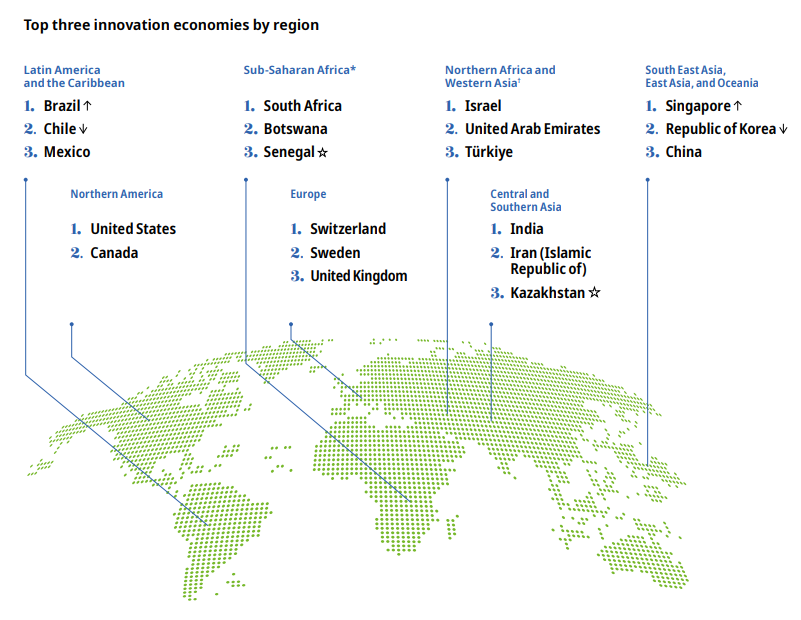 Top three innovation economies by region
Latin America
and the Caribbean
1. Brazil ↑
2. Chile ↓
3. Mexico
Sub-Saharan Africa*
1. South Africa
2. Botswana
3. Senegal ☆
Northern Africa and
Western Asia†
1. Israel
2. United Arab Emirates
3. Türkiye
South East Asia,
East Asia, and Oceania
1. Singapore ↑
2. Republic of Korea ↓
3. China
Northern America
1. United States
2. Canada
Europe
1. Switzerland
2. Sweden
3. United Kingdom
Central and
Southern Asia
1. India
2. Iran (Islamic
Republic of)
3. Kazakhstan ☆